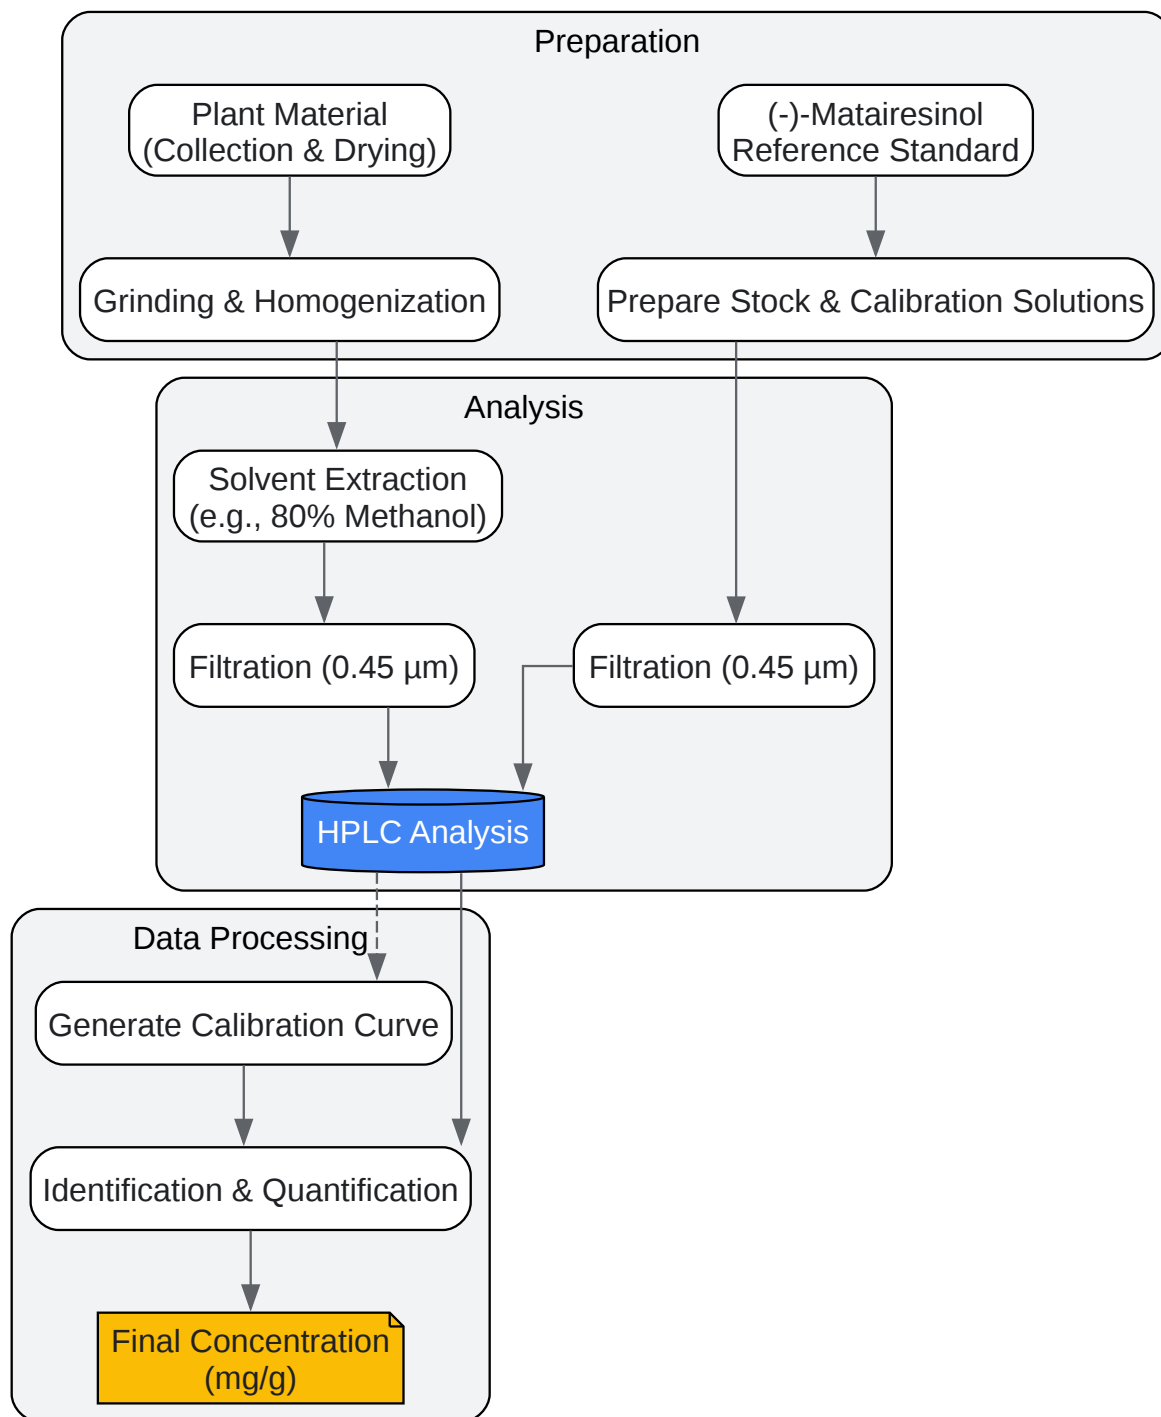 Preparation
Plant Material
(Collection & Drying)
(-)-Matairesinol
Reference Standard
Grinding & Homogenization
Prepare Stock & Calibration Solutions
Analysis
Solvent Extraction
(e.g., 80% Methanol)
Filtration (0.45 µm)
Filtration (0.45 µm)
HPLC Analysis
Data Processing
Generate Calibration Curve
Identification & Quantification
Final Concentration
(mg/g)